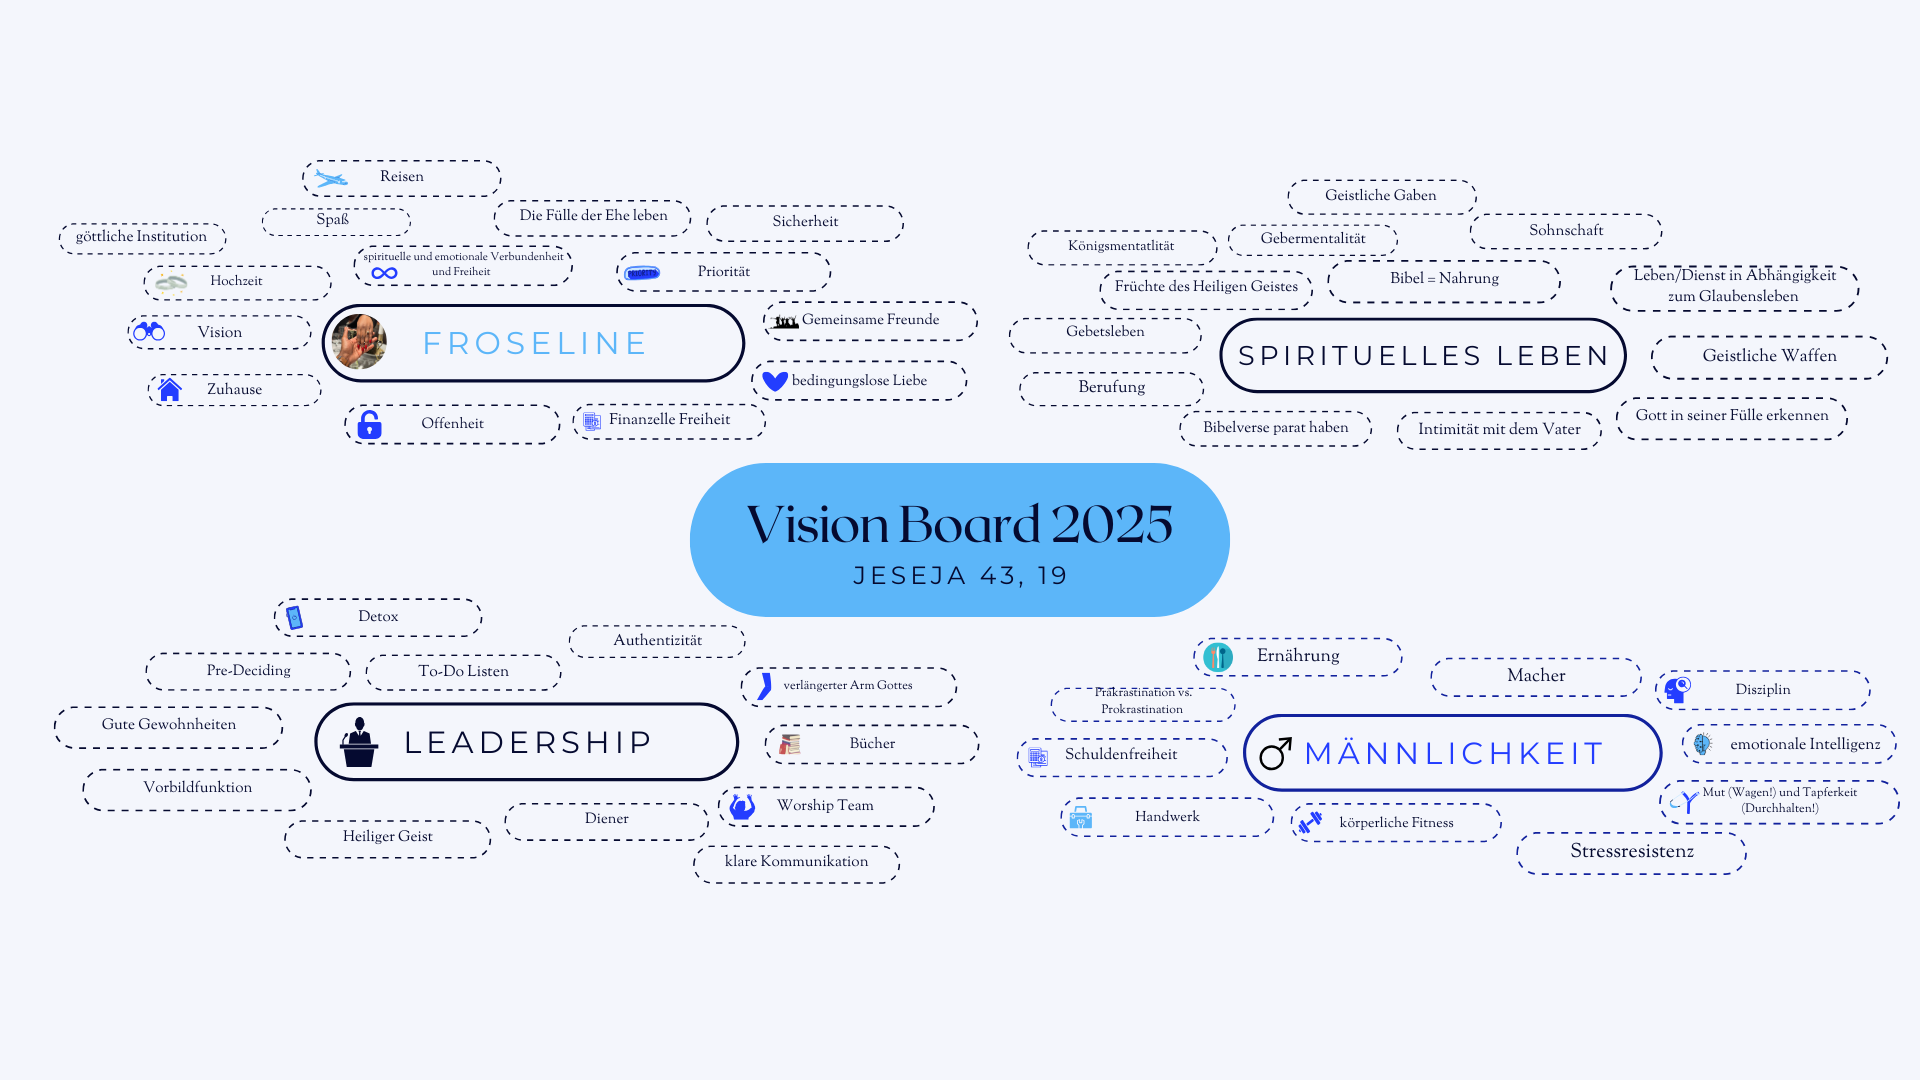 Reisen
Spaß
Die Fülle der Ehe leben
Sicherheit
göttliche Institution
spirituelle und emotionale Verbundenheit
und Freiheit
Priorität
PRIORITY
Hochzeit
Vision
FROSELINE
Gemeinsame Freunde
Zuhause
bedingungslose Liebe
Offenheit
Finanzelle Freiheit
Geistliche Gaben
Sohnschaft
Königsmentatlität
Gebermentalität
Früchte des Heiligen Geistes
Bibel = Nahrung
Leben/Dienst in Abhängigkeit
zum Glaubensleben
Gebetsleben
SPIRITUELLES LEBEN
Geistliche Waffen
Berufung
Gott in seiner Fülle erkennen
Bibelverse parat haben
Intimität mit dem Vater
Vision Board 2025
JESEJA 43, 19
Detox
Authentizität
Pre-Deciding
To-Do Listen
verlängerter Arm Gottes
Gute Gewohnheiten
LEADERSHIP
Bücher
Vorbildfunktion
Worship Team
Heiliger Geist
Diener
klare Kommunikation
Ernährung
Macher
Disziplin
Präkrastination vs.
Prokrastination
MÄNNLICHKEIT
emotionale Intelligenz
Schuldenfreiheit
Mut (Wagen!) und Tapferkeit
(Durchhalten!)
Handwerk
körperliche Fitness
Stressresistenz